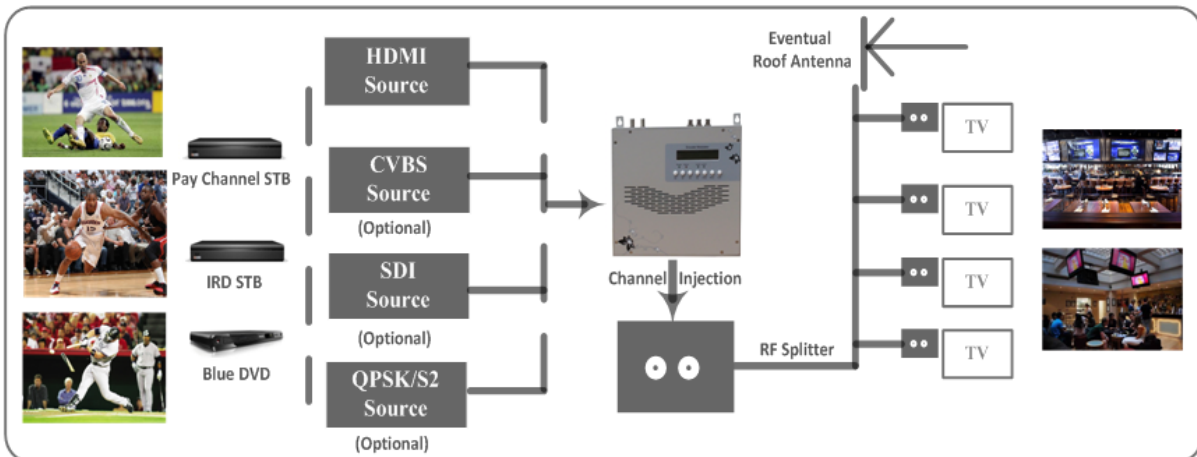 Pay Channel STB
IRD STB
Blue DVD
HDMI
Source
CVBS
Source
(Optional)
SDI
Source
(Optional)
QPSK/S2
Source
(Optional)
Channel Injection
RF Splitter
Eventual
Roof Antenna
TV
TV
TV
TV